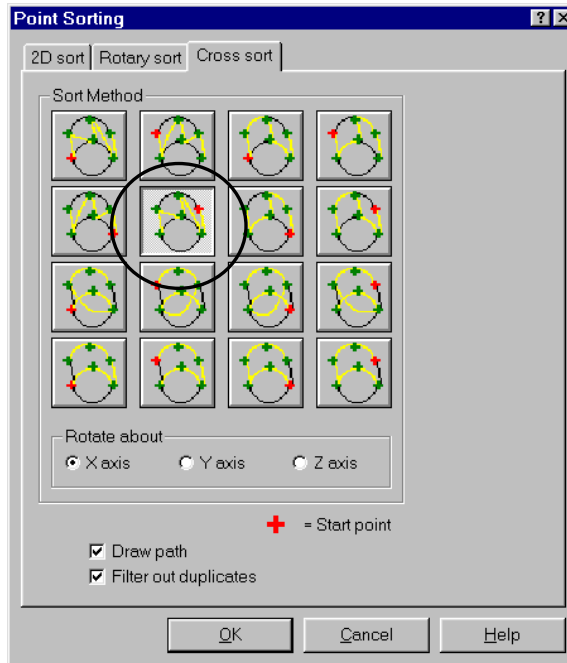 Point Sorting
2D sort Rotary sort Cross sort
Sort Method
Rotate about
X axis Y axis Z axis
= Start point
Draw path
Filter out duplicates
OK Cancel Help